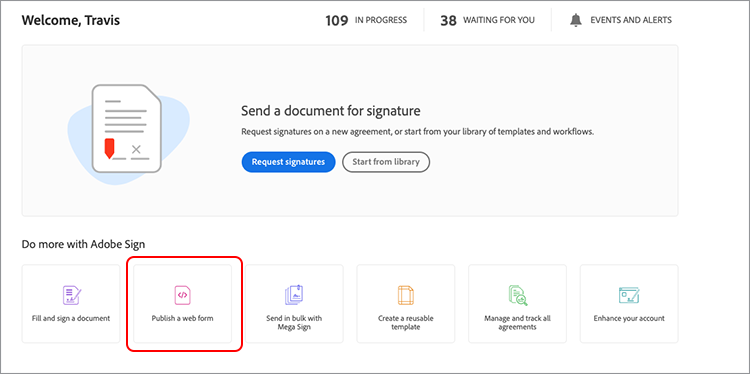 Welcome, Travis
109 IN PROGRESS
38 WAITING FOR YOU
EVENTS AND ALERTS
Send a document for signature
Request signatures on a new agreement, or start from your library of templates and workflows.
Request signatures
Start from library
Do more with Adobe Sign
Fill and sign a document
Publish a web form
Send in bulk with
Mega Sign
Create a reusable
template
Manage and track all
agreements
Enhance your account